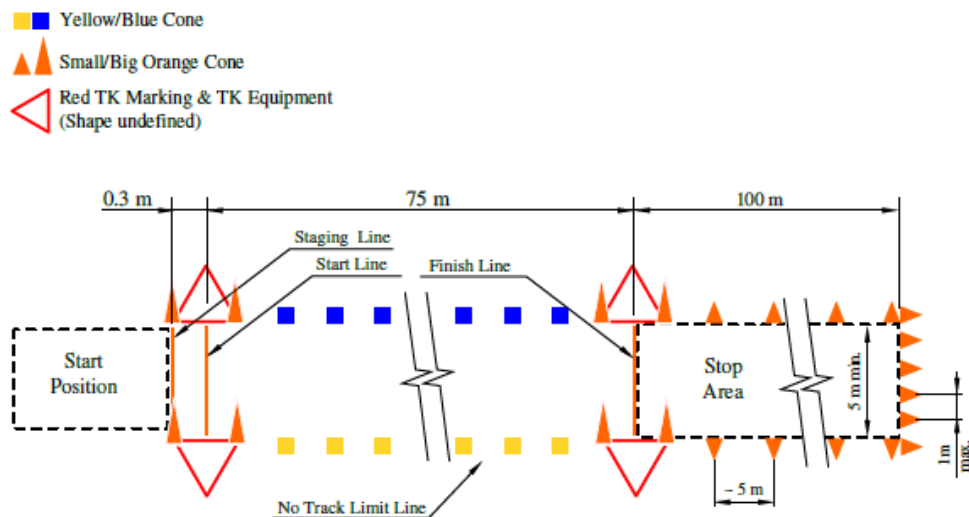 Yellow/Blue Cone
Small/Big Orange Cone
Red TK Marking & TK Equipment
(Shape undefined)
0.3 m
75 m
100 m
Staging Line
Start Line
Finish Line
Start
Position
Stop
Area
5 m min.
1m
max.
~ 5 m
No Track Limit Line